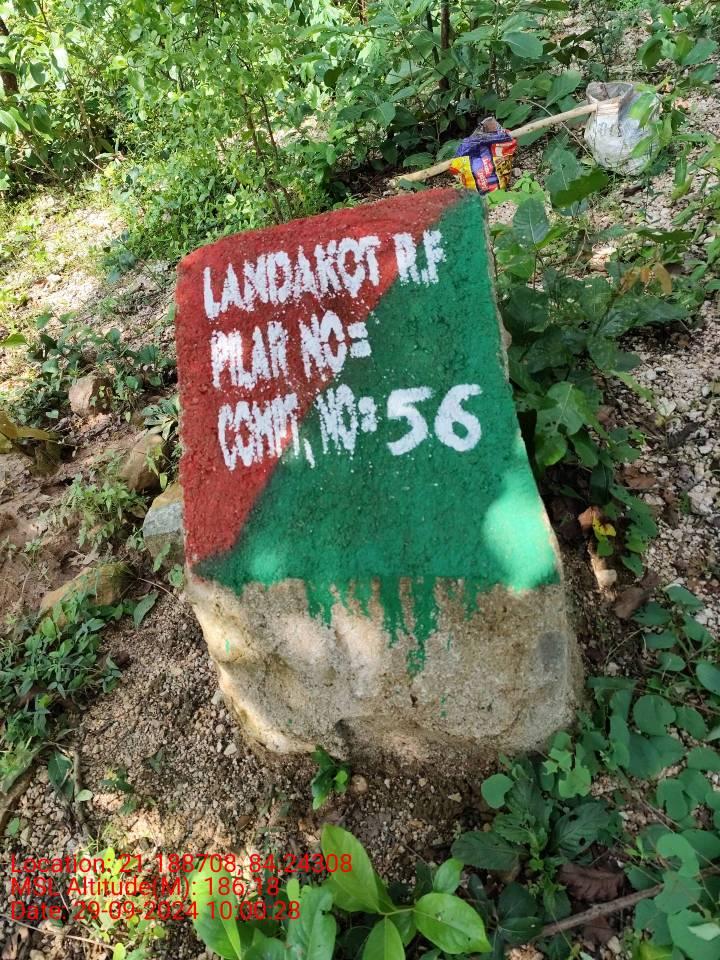 LANDAKOT R.F
PILAR NO=
COMPT, NO=56
Location: 21.188708, 84.24308
MSL Altitude(M): 186.18
Date: 29-09-2024 10:00:28